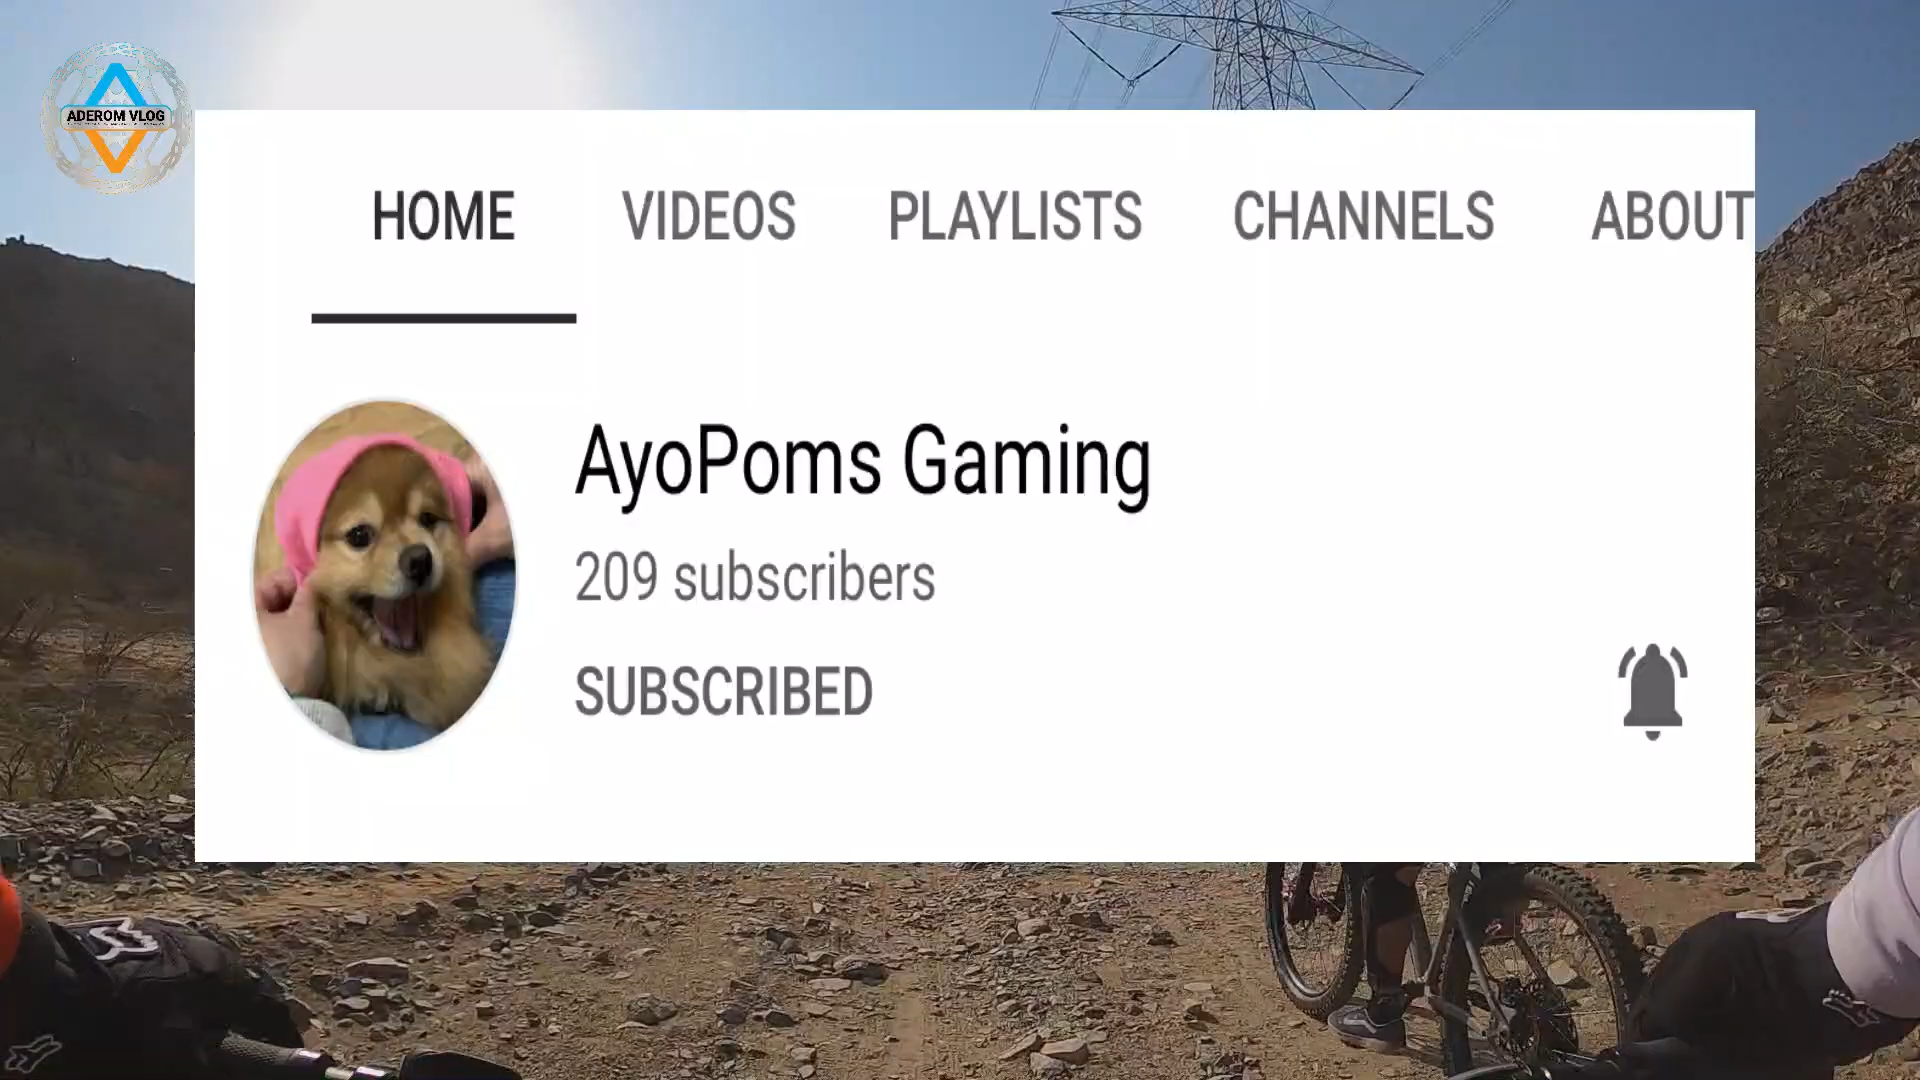 ADEROM VLOG
HOME VIDEOS PLAYLISTS CHANNELS ABOUT
AyoPoms Gaming
209 subscribers
SUBSCRIBED